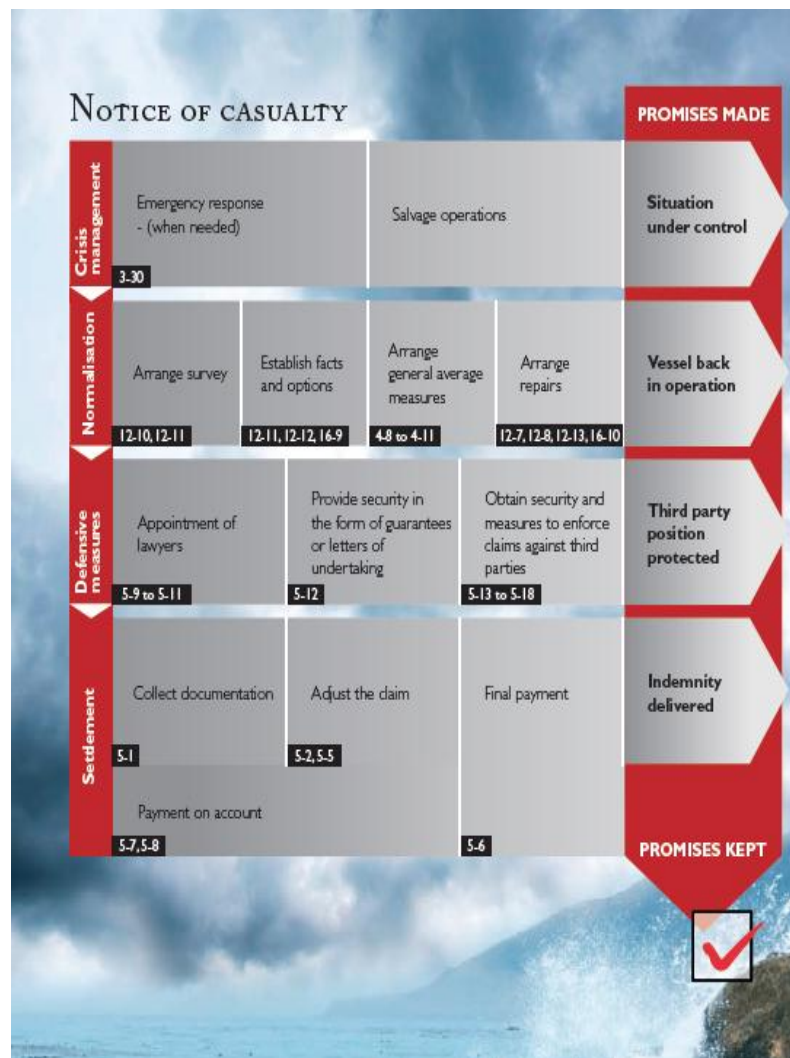 NOTICE OF CASUALTY
PROMISES MADE
Crisis
management
Emergency response
- (when needed)
3-30
Salvage operations
Situation
under control
Normalisation
Arrange survey
12-10, 12-11
Establish facts
and options
12-11, 12-12, 16-9
Arrange
general average
measures
4-8 to 4-11
Arrange
repairs
12-7, 12-8, 12-13, 16-10
Vessel back
in operation
Defensive
measures
Appointment of
lawyers
5-9 to 5-11
Provide security in
the form of guarantees
or letters of
undertaking
5-12
Obtain security and
measures to enforce
claims against third
parties
5-13 to 5-18
Third party
position
protected
Settlement
Collect documentation
5-1
Adjust the claim
5-2, 5-5
Final payment
5-6
Payment on account
5-7, 5-8
Indemnity
delivered
PROMISES KEPT